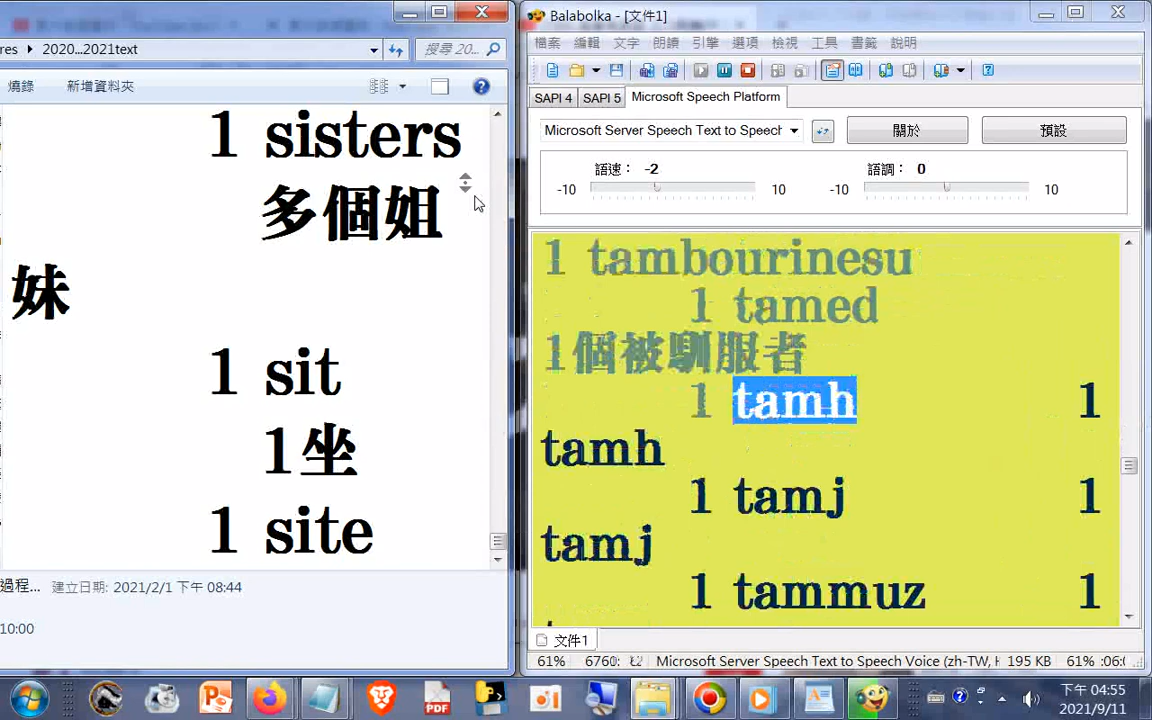 res ▸ 2020...2021text
搜尋 20...
燒錄 新增資料夾
1 sisters
多個姐
妹
1 sit
1坐
1 site
過程... 建立日期: 2021/2/1 下午 08:44
10:00
Balabolka - [文件1]
檔案 編輯 文字 朗讀 引擎 選項 檢視 工具 書籤 說明
SAPI 4 SAPI 5 Microsoft Speech Platform
Microsoft Server Speech Text to Speech 關於 預設
語速： -2 語調： 0
-10 10 -10 10
1 tambourinesu
1 tamed
1個被馴服者
1 tamh 1
tamh
1 tamj 1
tamj
1 tammuz 1
文件1
61% Microsoft Server Speech Text to Speech Voice (zh-TW, H 195 KB 61%
下午 04:55
2021/9/11